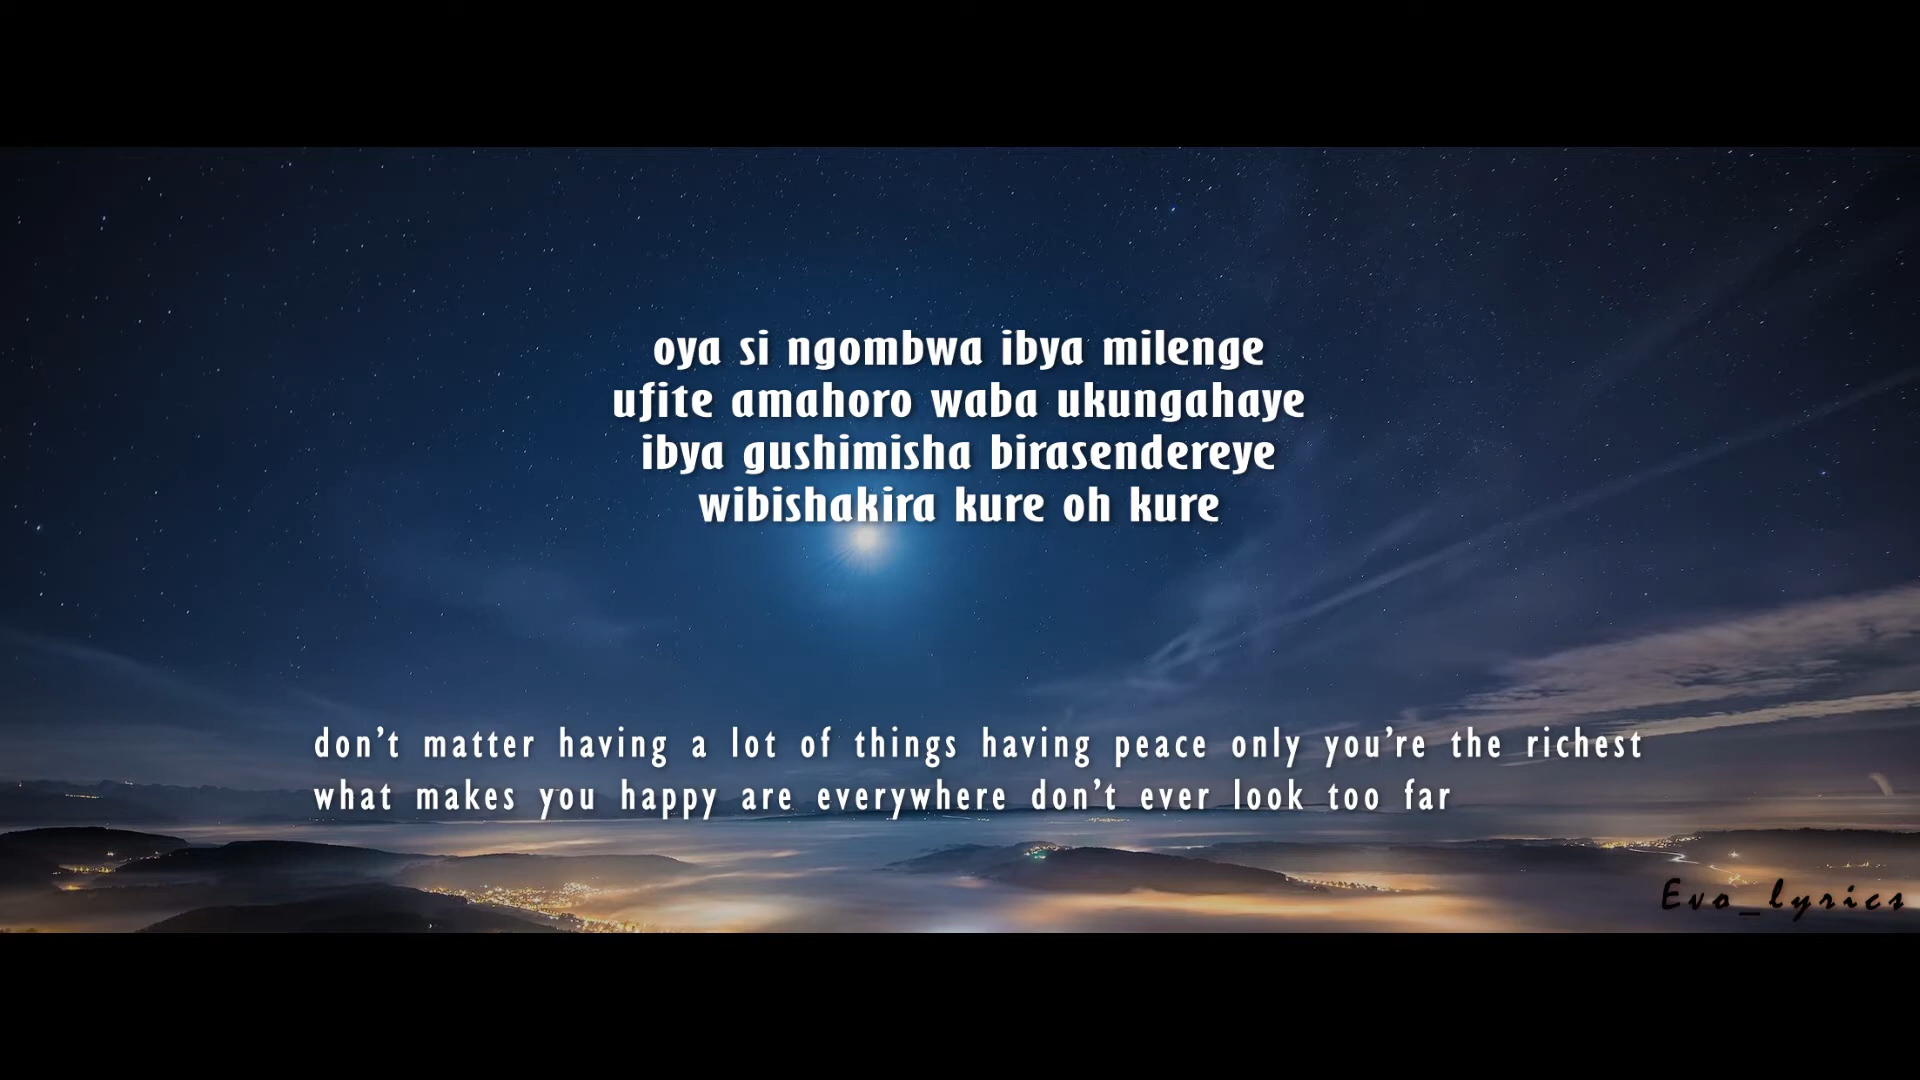 oya si ngombwa ibya milenge
ufite amahoro waba ukungahaye
ibya gushimisha birasendereye
wibishakira kure oh kure
don't matter having a lot of things having peace only you're the richest
what makes you happy are everywhere don't ever look too far
Evo_lyrics